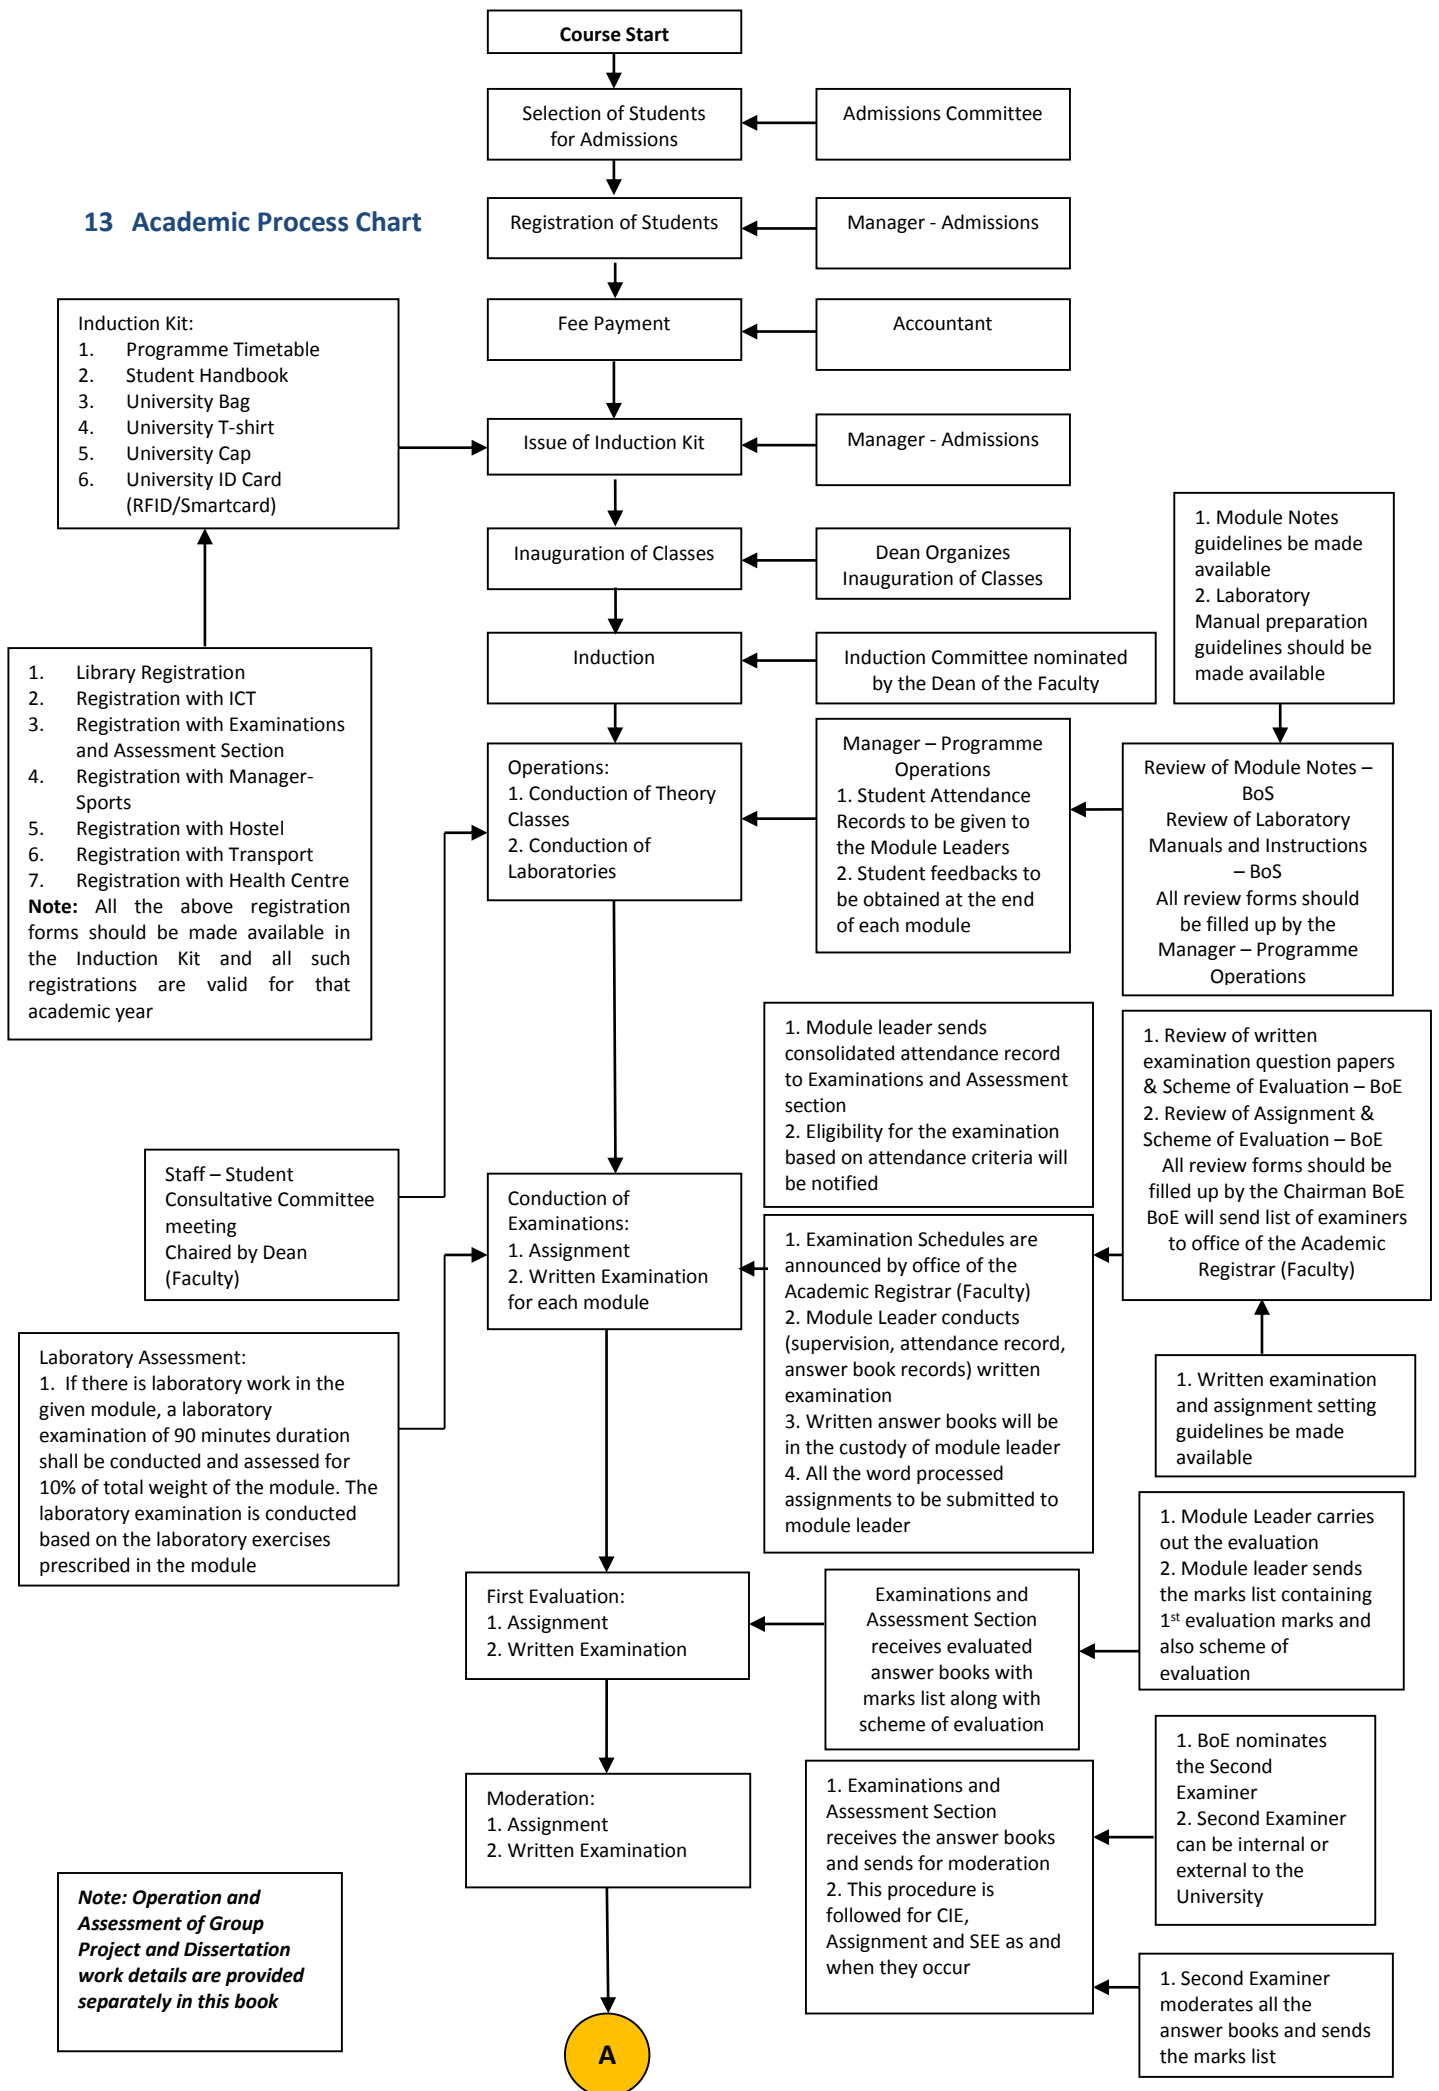 Course Start
Selection of Students
for Admissions
Admissions Committee
13 Academic Process Chart
Registration of Students
Manager - Admissions
Fee Payment
Accountant
Induction Kit:
1. Programme Timetable
2. Student Handbook
3. University Bag
4. University T-shirt
5. University Cap
6. University ID Card
(RFID/Smartcard)
Issue of Induction Kit
Manager - Admissions
Inauguration of Classes
Dean Organizes
Inauguration of Classes
1. Module Notes
guidelines be made
available
2. Laboratory
Manual preparation
guidelines should be
made available
Induction
Induction Committee nominated
by the Dean of the Faculty
1. Library Registration
2. Registration with ICT
3. Registration with Examinations
and Assessment Section
4. Registration with Manager-
Sports
5. Registration with Hostel
6. Registration with Transport
7. Registration with Health Centre
Note: All the above registration
forms should be made available in
the Induction Kit and all such
registrations are valid for that
academic year
Operations:
1. Conduction of Theory
Classes
2. Conduction of
Laboratories
Manager – Programme
Operations
1. Student Attendance
Records to be given to
the Module Leaders
2. Student feedbacks to
be obtained at the end
of each module
Review of Module Notes –
BoS
Review of Laboratory
Manuals and Instructions
– BoS
All review forms should
be filled up by the
Manager – Programme
Operations
1. Module leader sends
consolidated attendance record
to Examinations and Assessment
section
2. Eligibility for the examination
based on attendance criteria will
be notified
1. Review of written
examination question papers
& Scheme of Evaluation – BoE
2. Review of Assignment &
Scheme of Evaluation – BoE
All review forms should be
filled up by the Chairman BoE
BoE will send list of examiners
to office of the Academic
Registrar (Faculty)
Staff – Student
Consultative Committee
meeting
Chaired by Dean
(Faculty)
Conduction of
Examinations:
1. Assignment
2. Written Examination
for each module
1. Examination Schedules are
announced by office of the
Academic Registrar (Faculty)
2. Module Leader conducts
(supervision, attendance record,
answer book records) written
examination
3. Written answer books will be
in the custody of module leader
4. All the word processed
assignments to be submitted to
module leader
Laboratory Assessment:
1. If there is laboratory work in the
given module, a laboratory
examination of 90 minutes duration
shall be conducted and assessed for
10% of total weight of the module. The
laboratory examination is conducted
based on the laboratory exercises
prescribed in the module
1. Written examination
and assignment setting
guidelines be made
available
First Evaluation:
1. Assignment
2. Written Examination
Examinations and
Assessment Section
receives evaluated
answer books with
marks list along with
scheme of evaluation
1. Module Leader carries
out the evaluation
2. Module leader sends
the marks list containing
1st evaluation marks and
also scheme of
evaluation
Moderation:
1. Assignment
2. Written Examination
1. Examinations and
Assessment Section
receives the answer books
and sends for moderation
2. This procedure is
followed for CIE,
Assignment and SEE as and
when they occur
1. BoE nominates
the Second
Examiner
2. Second Examiner
can be internal or
external to the
University
Note: Operation and
Assessment of Group
Project and Dissertation
work details are provided
separately in this book
1. Second Examiner
moderates all the
answer books and sends
the marks list
A